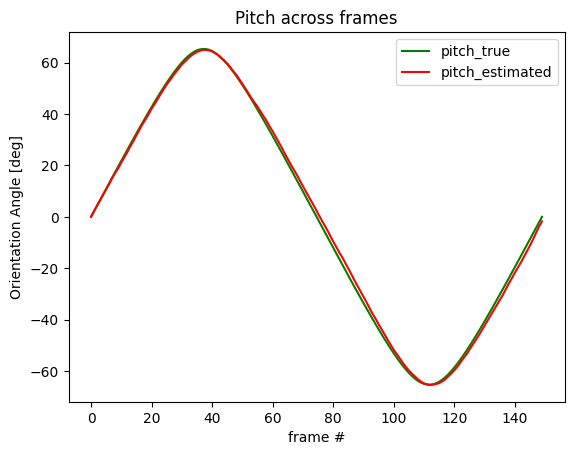 Pitch across frames
pitch_true
pitch_estimated
Orientation Angle [deg]
60
40
20
0
−20
−40
−60
0 20 40 60 80 100 120 140
frame #